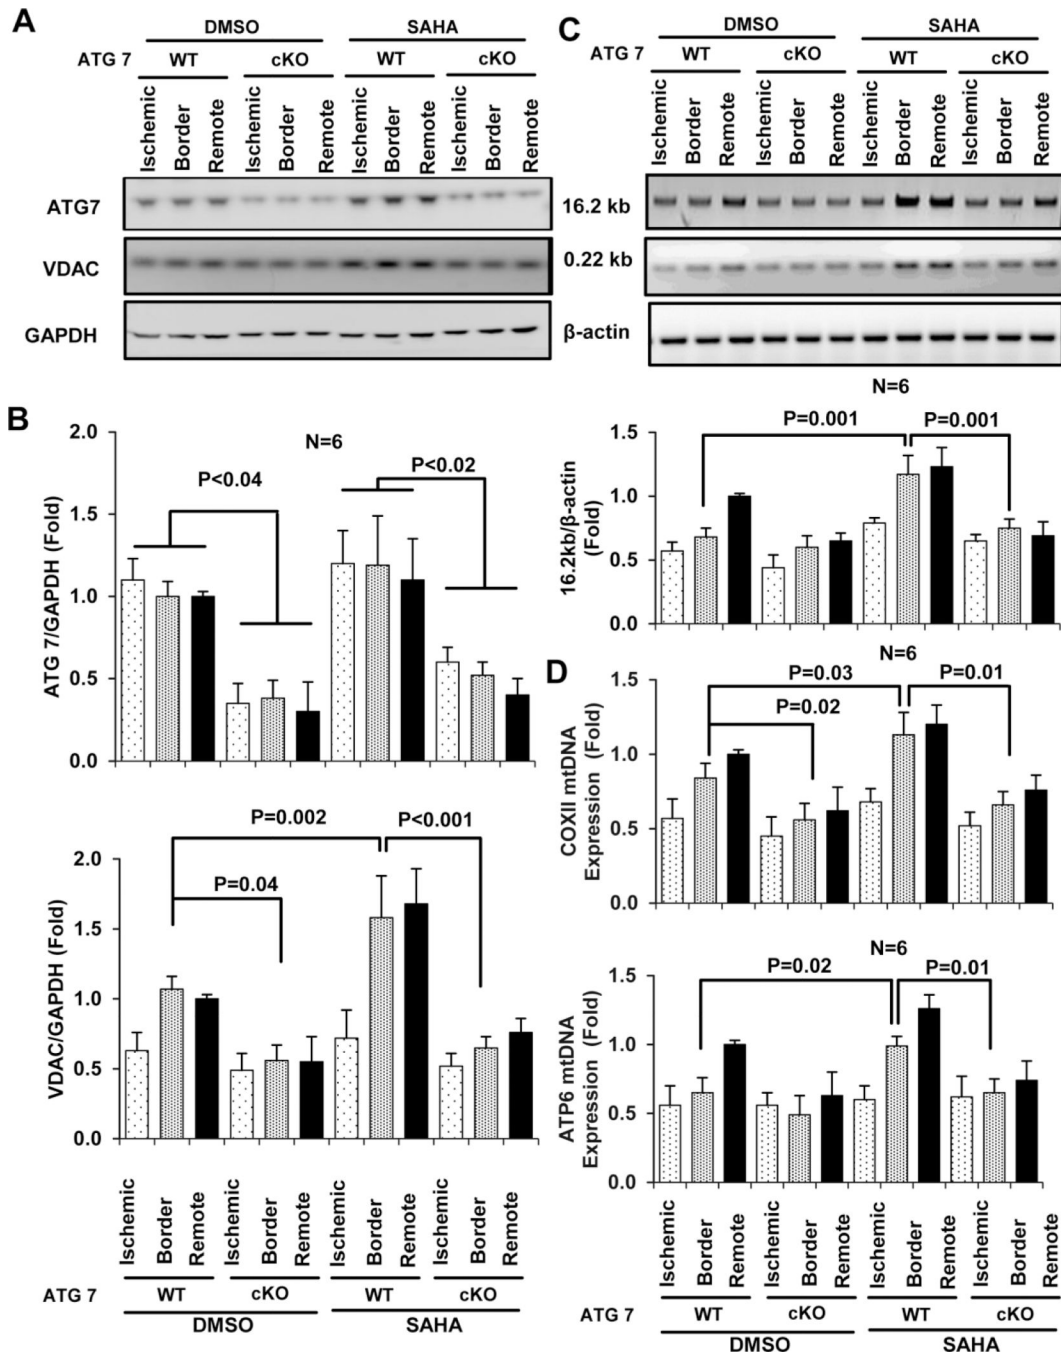 A
DMSO
SAHA
ATG 7
WT
cKO
WT
cKO
Ischemic
Border
Remote
Ischemic
Border
Remote
Ischemic
Border
Remote
Ischemic
Border
Remote
ATG7
VDAC
GAPDH
C
DMSO
SAHA
ATG 7
WT
cKO
WT
cKO
Ischemic
Border
Remote
Ischemic
Border
Remote
Ischemic
Border
Remote
Ischemic
Border
Remote
16.2 kb
0.22 kb
β-actin
B
N=6
P<0.04
P<0.02
ATG 7/GAPDH (Fold)
2.0
1.5
1.0
0.5
0.0
P=0.002
P<0.001
P=0.04
VDAC/GAPDH (Fold)
2.0
1.5
1.0
0.5
0.0
Ischemic
Border
Remote
Ischemic
Border
Remote
Ischemic
Border
Remote
Ischemic
Border
Remote
ATG 7
WT
cKO
WT
cKO
DMSO
SAHA
N=6
P=0.001
P=0.001
16.2kb/β-actin
(Fold)
1.5
1.0
0.5
0.0
D
N=6
P=0.03
P=0.01
P=0.02
COXII mtDNA
Expression (Fold)
1.5
1.0
0.5
0.0
N=6
P=0.02
P=0.01
ATP6 mtDNA
Expression (Fold)
1.5
1.0
0.5
0.0
Ischemic
Border
Remote
Ischemic
Border
Remote
Ischemic
Border
Remote
Ischemic
Border
Remote
ATG 7
WT
cKO
WT
cKO
DMSO
SAHA